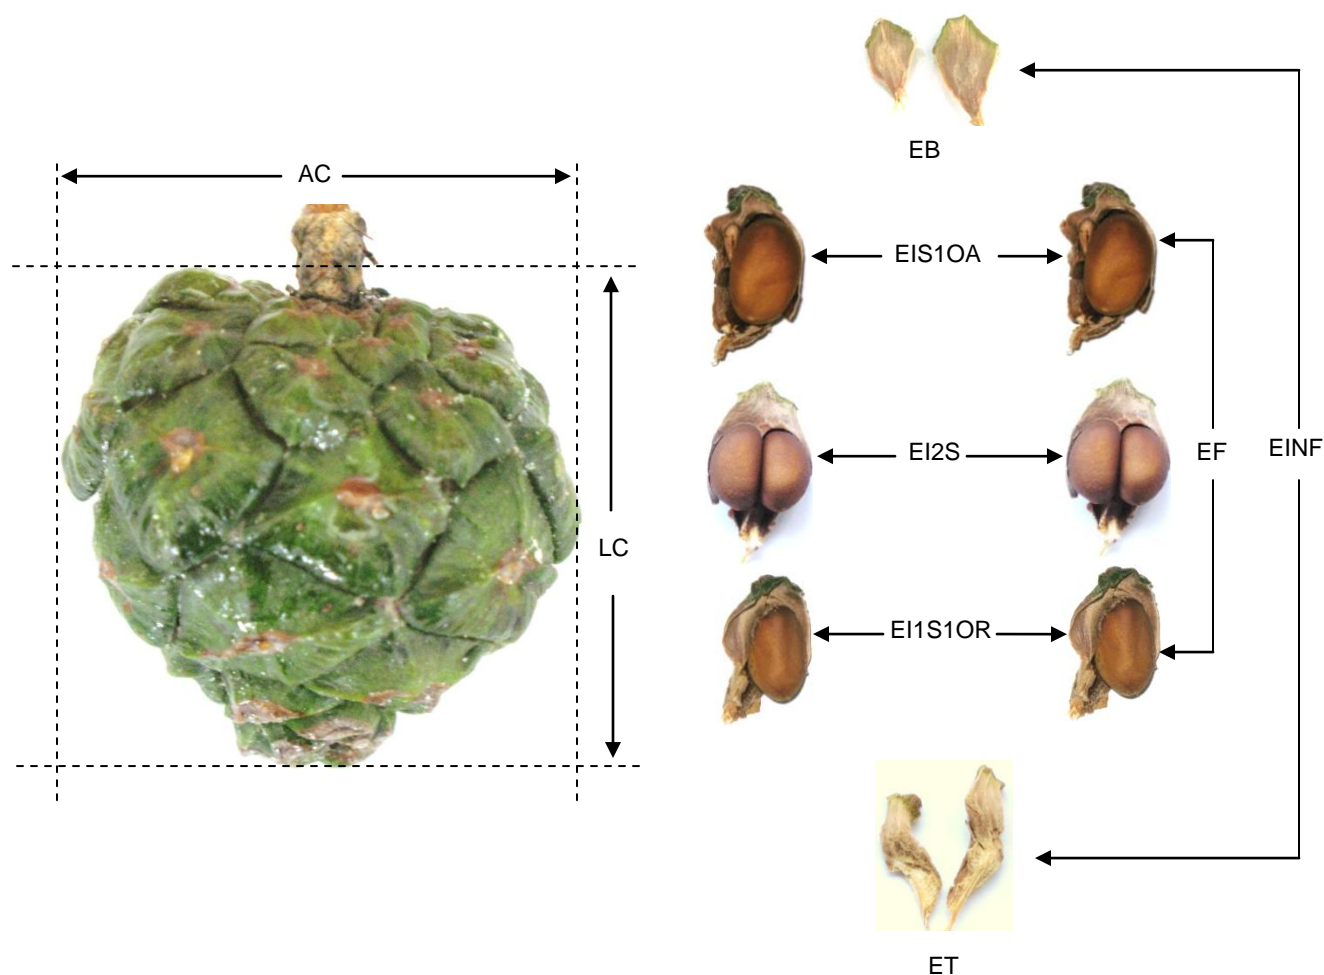 EB
AC
EIS1OA
EI2S
EF
EINF
LC
EI1S1OR
ET